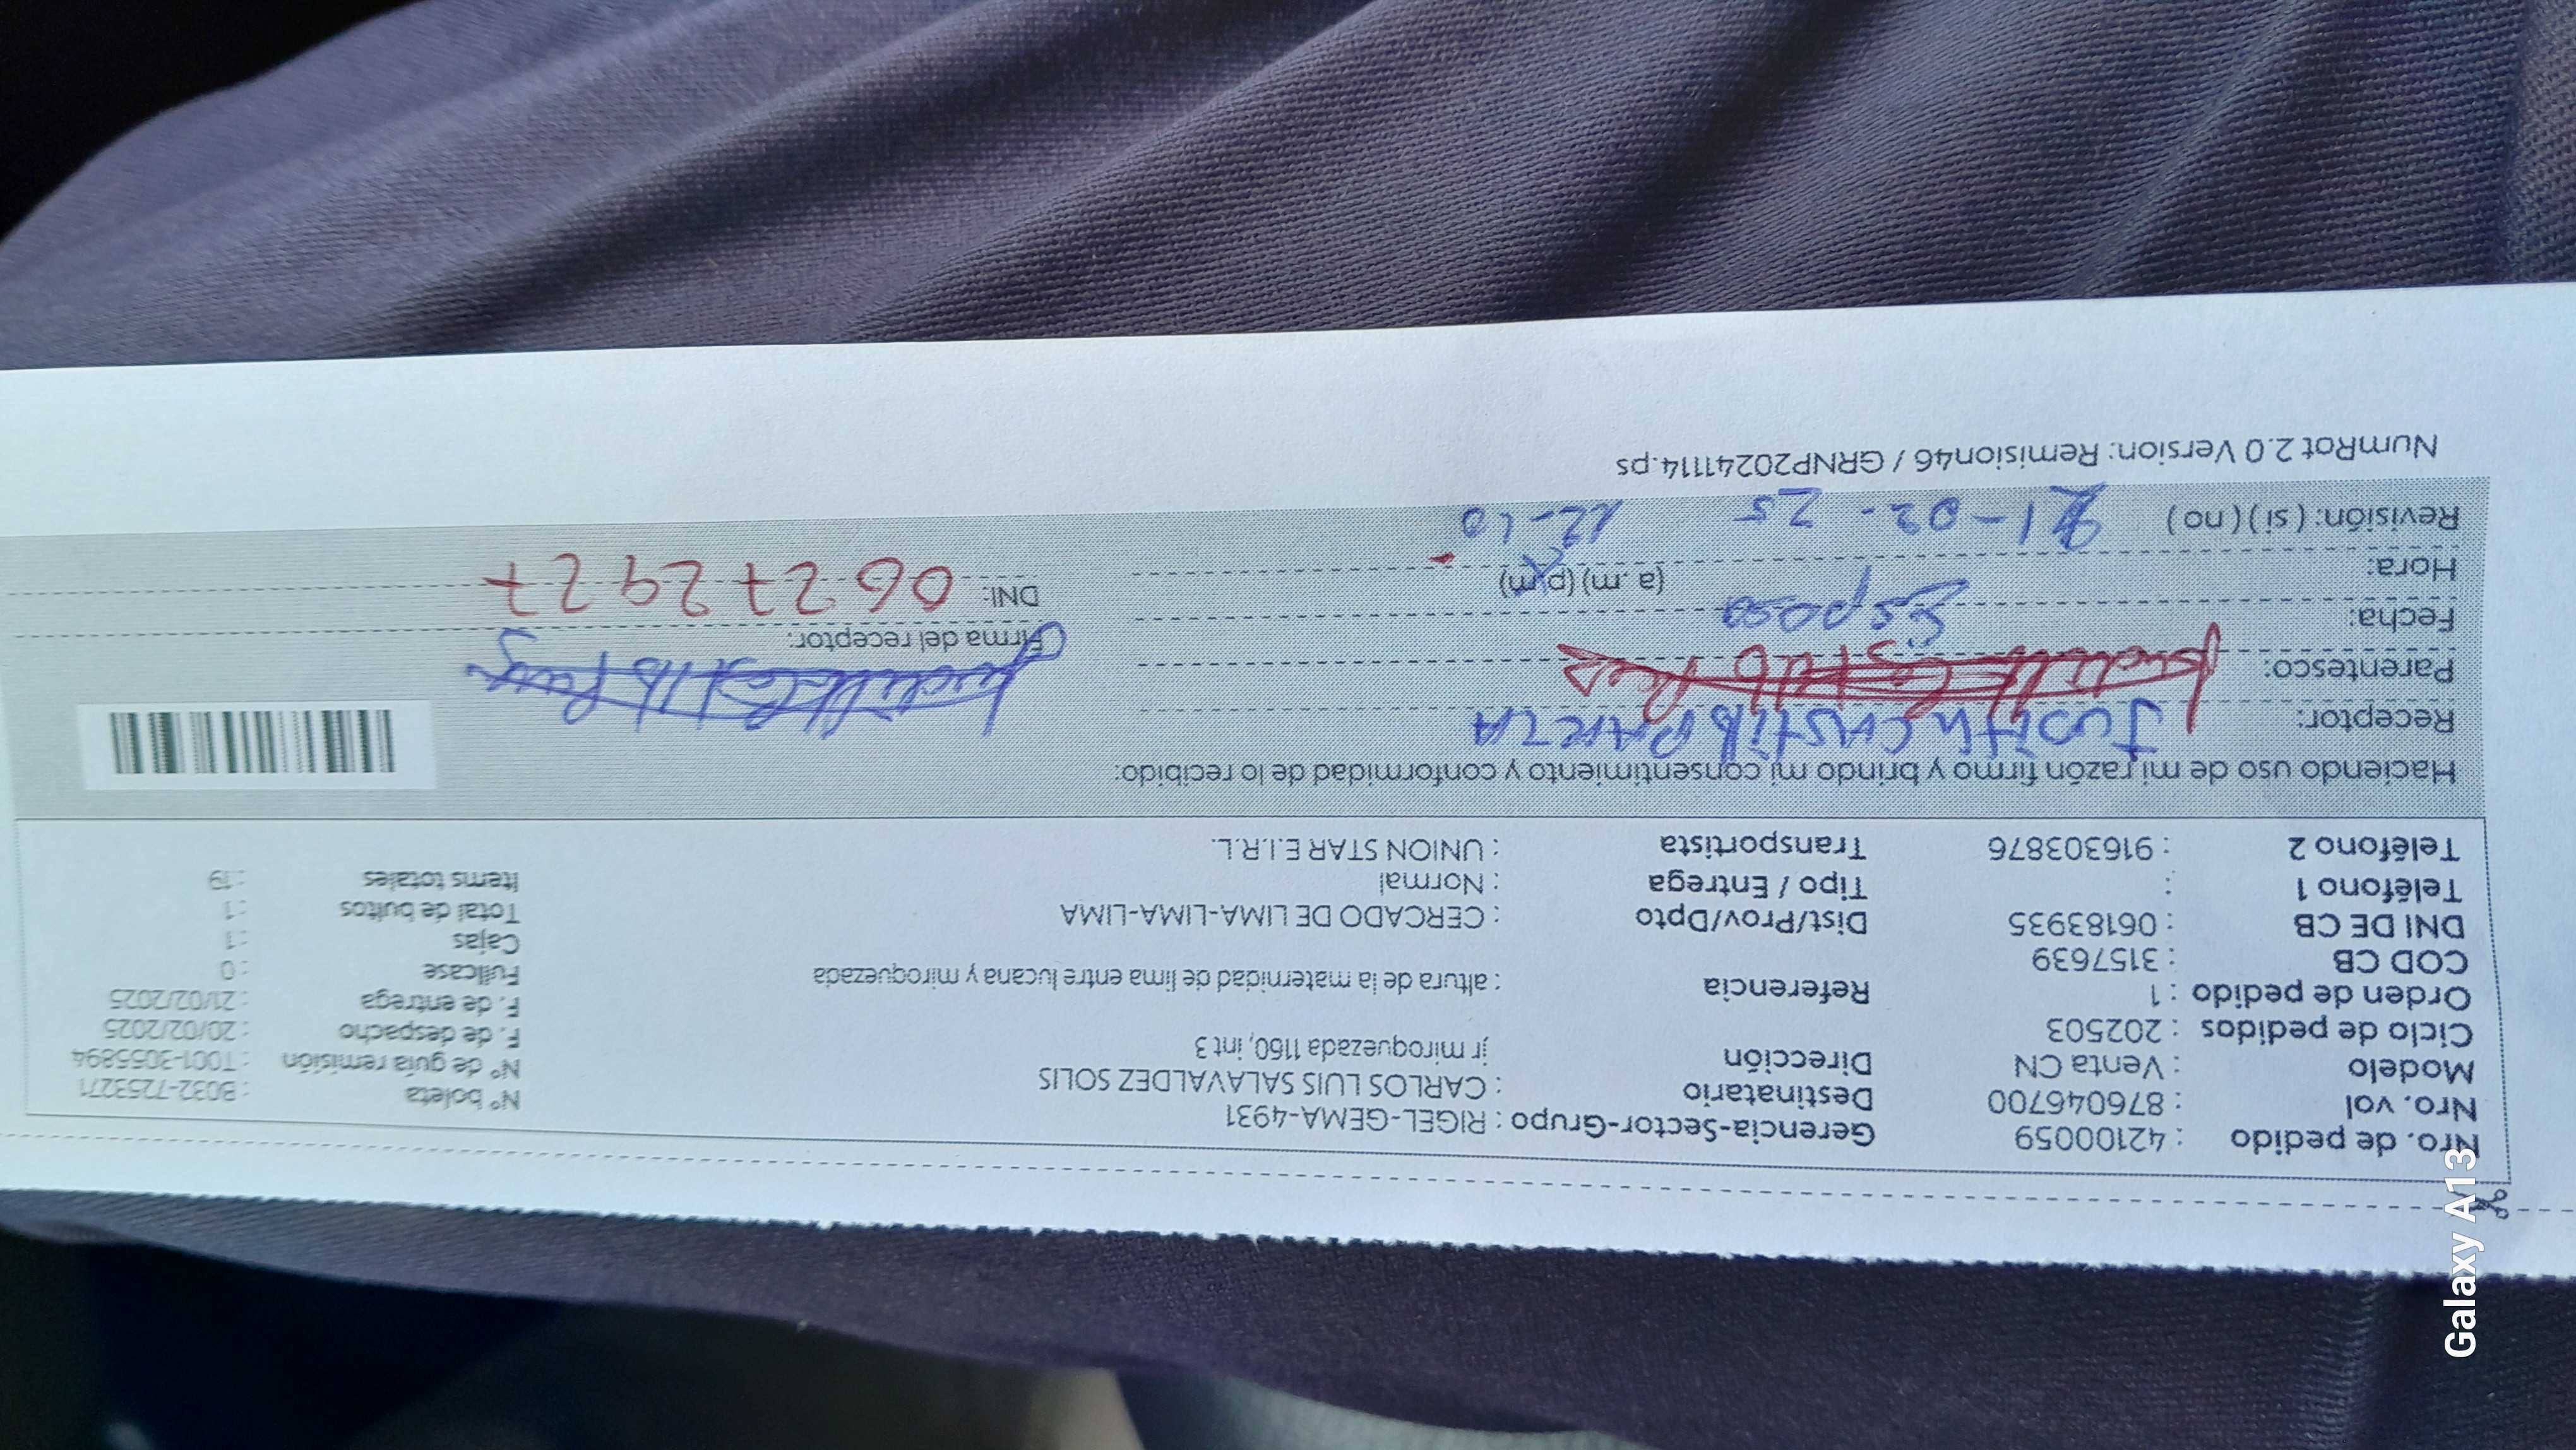 Nro. de pedido : 42100059 Gerencia-Sector-Grupo : RIGEL-GEMA-4931
Nro. vol : 876046700 Destinatario : CARLOS LUIS SALAVALDEZ SOLIS N° boleta : B032-7253271
Modelo : Venta CN Dirección jr miroquezada 1160, int 3 N° de guía remisión : T001-3055894
Ciclo de pedidos : 202503 F. de despacho : 20/02/2025
Orden de pedido : 1 Referencia : altura de la maternidad de lima entre lucana y miroquezada F. de entrega : 21/02/2025
COD CB : 3157639 Fullcase : 0
DNI DE CB : 06183935 Dist/Prov/Dpto : CERCADO DE LIMA-LIMA-LIMA Cajas : 1
Teléfono 1 : Tipo / Entrega : Normal Total de bultos : 1
Teléfono 2 : 916303876 Transportista : UNION STAR E.I.R.L. Items totales : 19
Haciendo uso de mi razón firmo y brindo mi consentimiento y conformidad de lo recibido:
Receptor: Judith Castillo
Parentesco: Judith Castillo
Fecha: Esposa Firma del receptor:
Hora: (a .m) (p.m) DNI: 06272927
Revisión: ( si ) ( no ) 21-02-25 12-10
NumRot 2.0 Version: Remision46 / GRNP20241114.ps
Galaxy A13